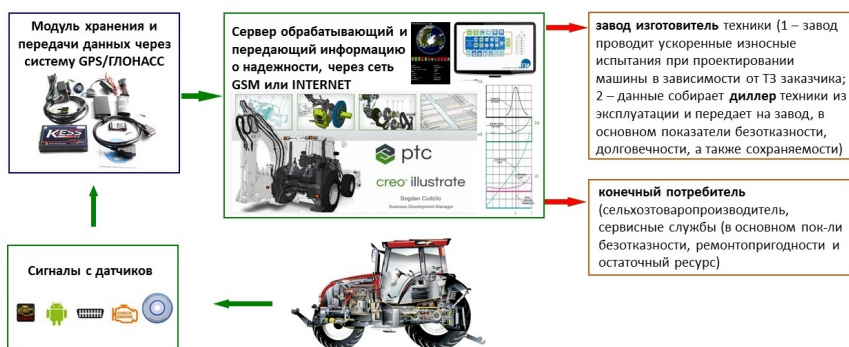 Модуль хранения и
передачи данных через
систему GPS/ГЛОНАСС
KESS
Сервер обрабатывающий и
передающий информацию
о надежности, через сеть
GSM или INTERNET
ptc
creo illustrate
Bogdan Cudzilo
Business Development Manager
завод изготовитель техники (1 – завод
проводит ускоренные износные
испытания при проектировании
машины в зависимости от ТЗ заказчика;
2 – данные собирает диллер техники из
эксплуатации и передает на завод, в
основном показатели безотказности,
долговечности, а также сохраняемости)
конечный потребитель
(сельхозтоваропроизводитель,
сервисные службы (в основном пок-ли
безотказности, ремонтопригодности и
остаточный ресурс)
Сигналы с датчиков
CHECK
ENGINE